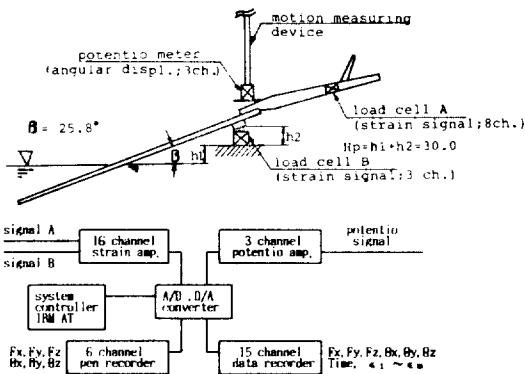 motion measuring
device
potentio meter
(angular displ.;3ch.)
load cell A
(strain signal;8ch.)
β = 25.8°
h2
Hp=h1+h2=30.0
h1
β
load cell B
(strain signal;3 ch.)
signal A
16 channel
strain amp.
3 channel
potentio amp.
potentio
signal
signal B
system
controller
IBM AT
A/D .D/A
converter
Fx, Fy, Fz
θx, θy, θz
6 channel
pen recorder
15 channel
data recorder
Fx, Fy, Fz, θx, θy, θz
Time, ε1 ~ε8